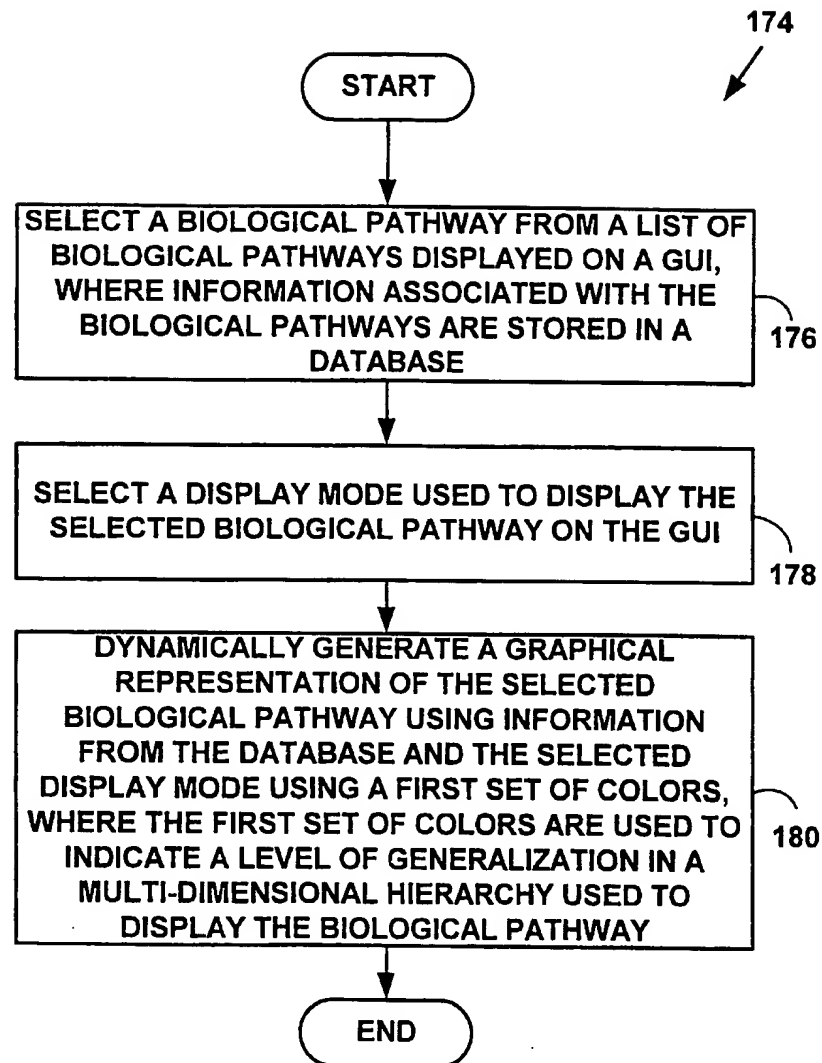 174
START
SELECT A BIOLOGICAL PATHWAY FROM A LIST OF
BIOLOGICAL PATHWAYS DISPLAYED ON A GUI,
WHERE INFORMATION ASSOCIATED WITH THE
BIOLOGICAL PATHWAYS ARE STORED IN A
DATABASE
176
SELECT A DISPLAY MODE USED TO DISPLAY THE
SELECTED BIOLOGICAL PATHWAY ON THE GUI
178
DYNAMICALLY GENERATE A GRAPHICAL
REPRESENTATION OF THE SELECTED
BIOLOGICAL PATHWAY USING INFORMATION
FROM THE DATABASE AND THE SELECTED
DISPLAY MODE USING A FIRST SET OF COLORS,
WHERE THE FIRST SET OF COLORS ARE USED TO
INDICATE A LEVEL OF GENERALIZATION IN A
MULTI-DIMENSIONAL HIERARCHY USED TO
DISPLAY THE BIOLOGICAL PATHWAY
180
END